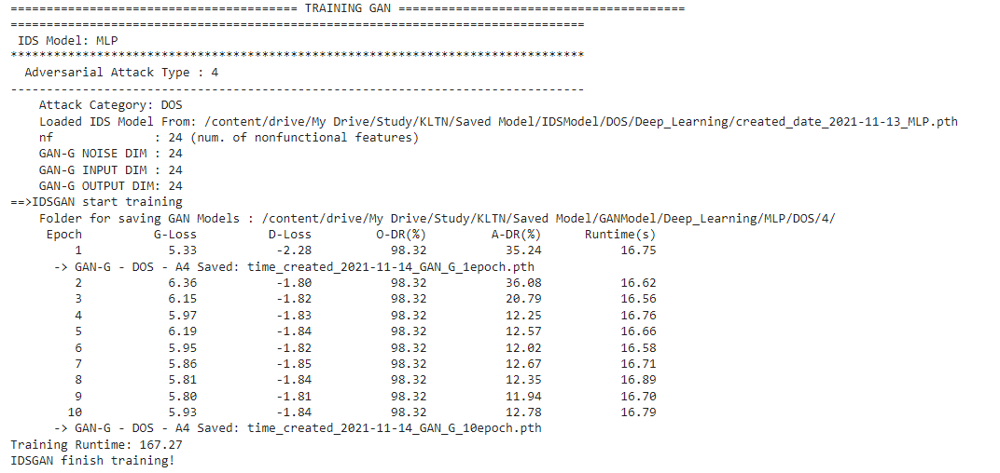 ======================================== TRAINING GAN ========================================
================================================================================
IDS Model: MLP
********************************************************************************
Adversarial Attack Type : 4
--------------------------------------------------------------------------------
Attack Category: DOS
Loaded IDS Model From: /content/drive/My Drive/Study/KLTN/Saved Model/IDSModel/DOS/Deep_Learning/created_date_2021-11-13_MLP.pth
nf : 24 (num. of nonfunctional features)
GAN-G NOISE DIM : 24
GAN-G INPUT DIM : 24
GAN-G OUTPUT DIM: 24
==>IDSGAN start training
Folder for saving GAN Models : /content/drive/My Drive/Study/KLTN/Saved Model/GANModel/Deep_Learning/MLP/DOS/4/
Epoch G-Loss D-Loss O-DR(%) A-DR(%) Runtime(s)
1 5.33 -2.28 98.32 35.24 16.75
-> GAN-G - DOS - A4 Saved: time_created_2021-11-14_GAN_G_1epoch.pth
2 6.36 -1.80 98.32 36.08 16.62
3 6.15 -1.82 98.32 20.79 16.56
4 5.97 -1.83 98.32 12.25 16.76
5 6.19 -1.84 98.32 12.57 16.66
6 5.95 -1.82 98.32 12.02 16.58
7 5.86 -1.85 98.32 12.67 16.71
8 5.81 -1.84 98.32 12.35 16.89
9 5.80 -1.81 98.32 11.94 16.70
10 5.93 -1.84 98.32 12.78 16.79
-> GAN-G - DOS - A4 Saved: time_created_2021-11-14_GAN_G_10epoch.pth
Training Runtime: 167.27
IDSGAN finish training!